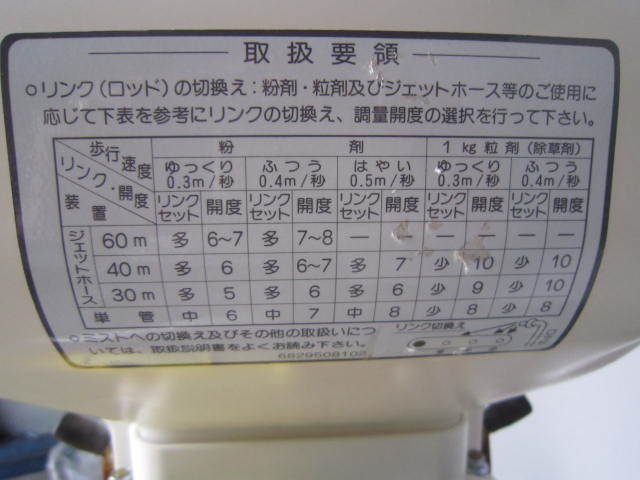 取扱要領
○リンク（ロッド）の切換え：粉剤・粒剤及びジェットホース等のご使用に
応じて下表を参考にリンクの切換え、調量開度の選択を行って下さい。
歩行速度 粉 剤 1kg粒剤（除草剤）
リンク・開度 ゆっくり ふつう はやい ゆっくり ふつう
0.3m/秒 0.4m/秒 0.5m/秒 0.3m/秒 0.4m/秒
装置 リンクセット 開度 リンクセット 開度 リンクセット 開度 リンクセット 開度 リンクセット 開度
ジェットホース
60m 多 6~7 多 7~8 — — — — — —
40m 多 6 多 6~7 多 7 少 10 少 10
30m 多 5 多 6 多 6 少 9 少 10
単管 中 6 中 7 中 8 少 8 少 8
○ミストへの切換え及びその他の取扱いにつ
いては、取扱説明書をよくお読み下さい。
6829508102
リンク切換え